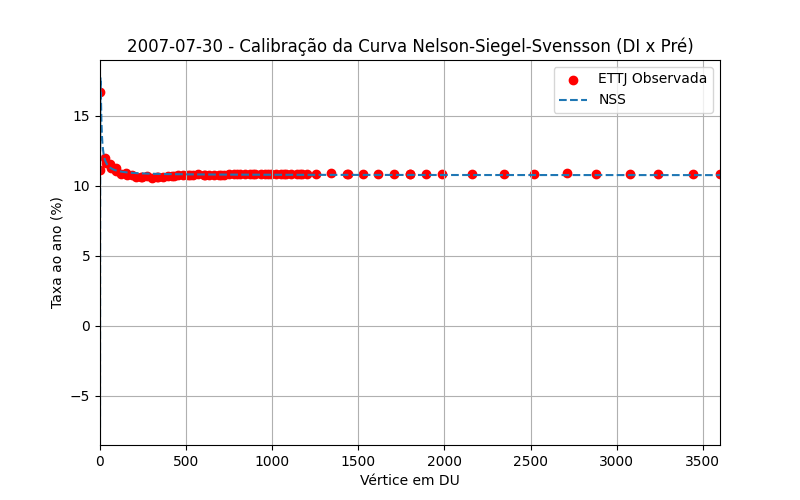 2007-07-30 - Calibração da Curva Nelson-Siegel-Svensson (DI x Pré)
ETTJ Observada
NSS
Taxa ao ano (%)
15
10
5
0
−5
0 500 1000 1500 2000 2500 3000 3500
Vértice em DU